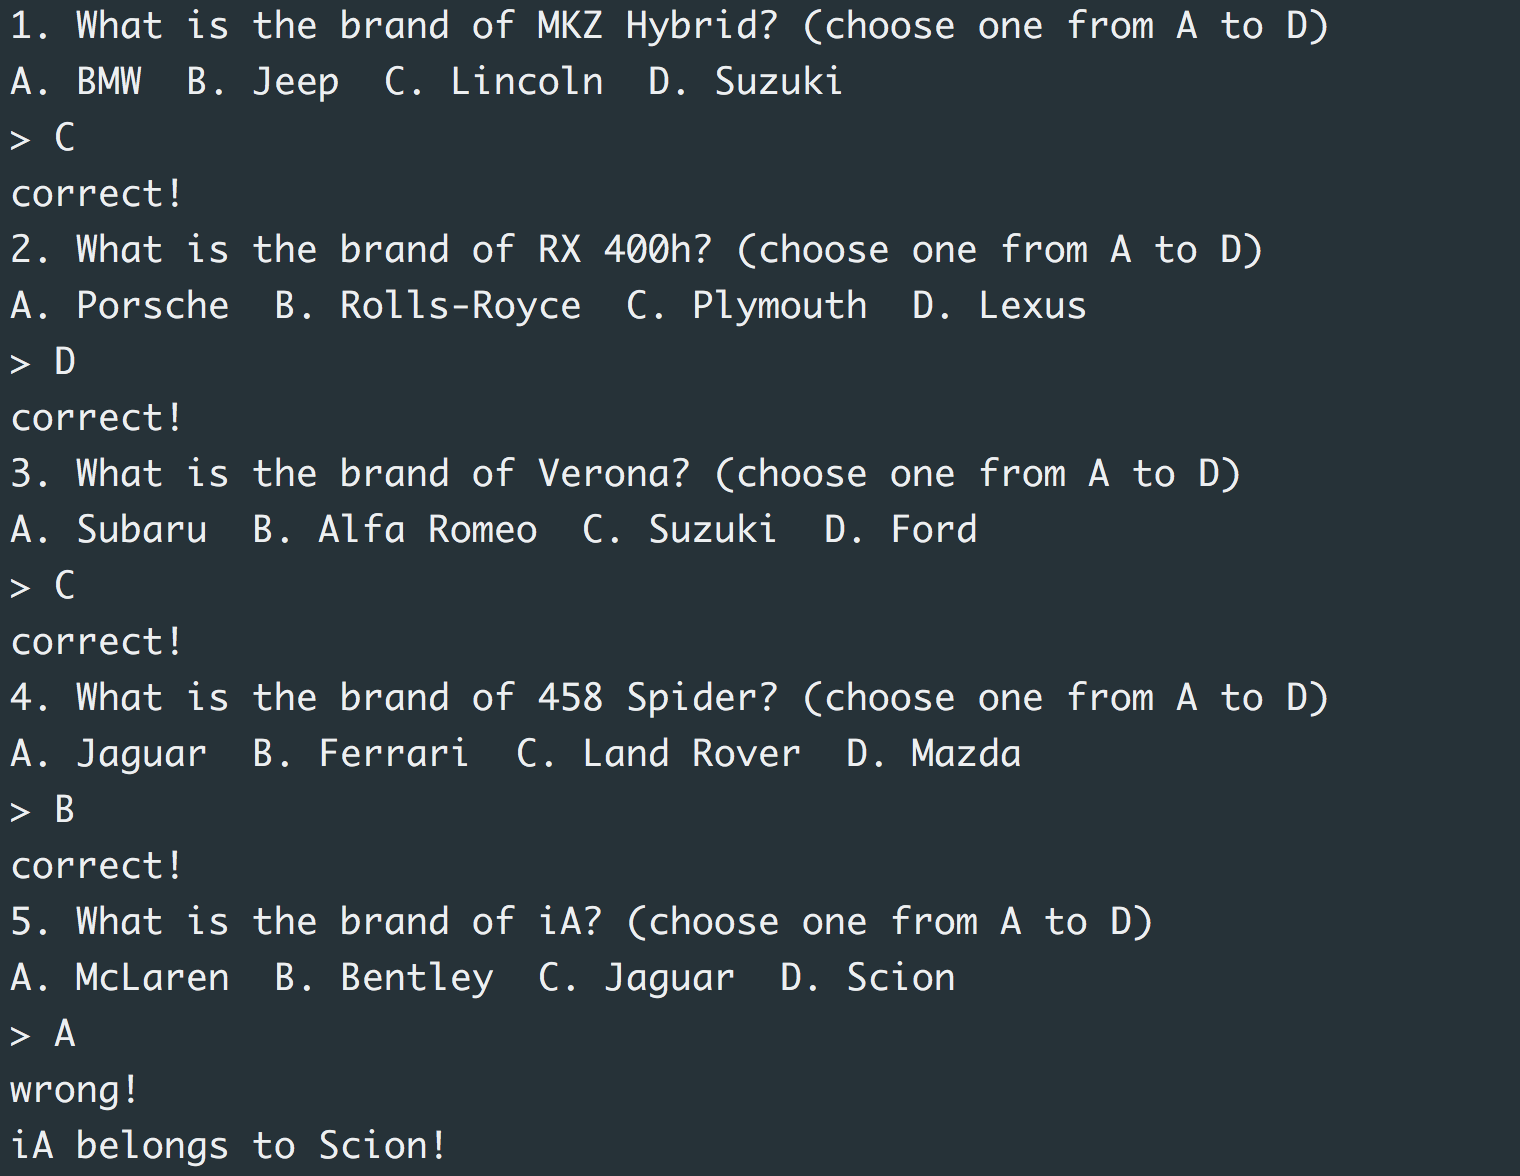 1. What is the brand of MKZ Hybrid? (choose one from A to D)
A. BMW  B. Jeep  C. Lincoln  D. Suzuki
> C
correct!
2. What is the brand of RX 400h? (choose one from A to D)
A. Porsche  B. Rolls-Royce  C. Plymouth  D. Lexus
> D
correct!
3. What is the brand of Verona? (choose one from A to D)
A. Subaru  B. Alfa Romeo  C. Suzuki  D. Ford
> C
correct!
4. What is the brand of 458 Spider? (choose one from A to D)
A. Jaguar  B. Ferrari  C. Land Rover  D. Mazda
> B
correct!
5. What is the brand of iA? (choose one from A to D)
A. McLaren  B. Bentley  C. Jaguar  D. Scion
> A
wrong!
iA belongs to Scion!